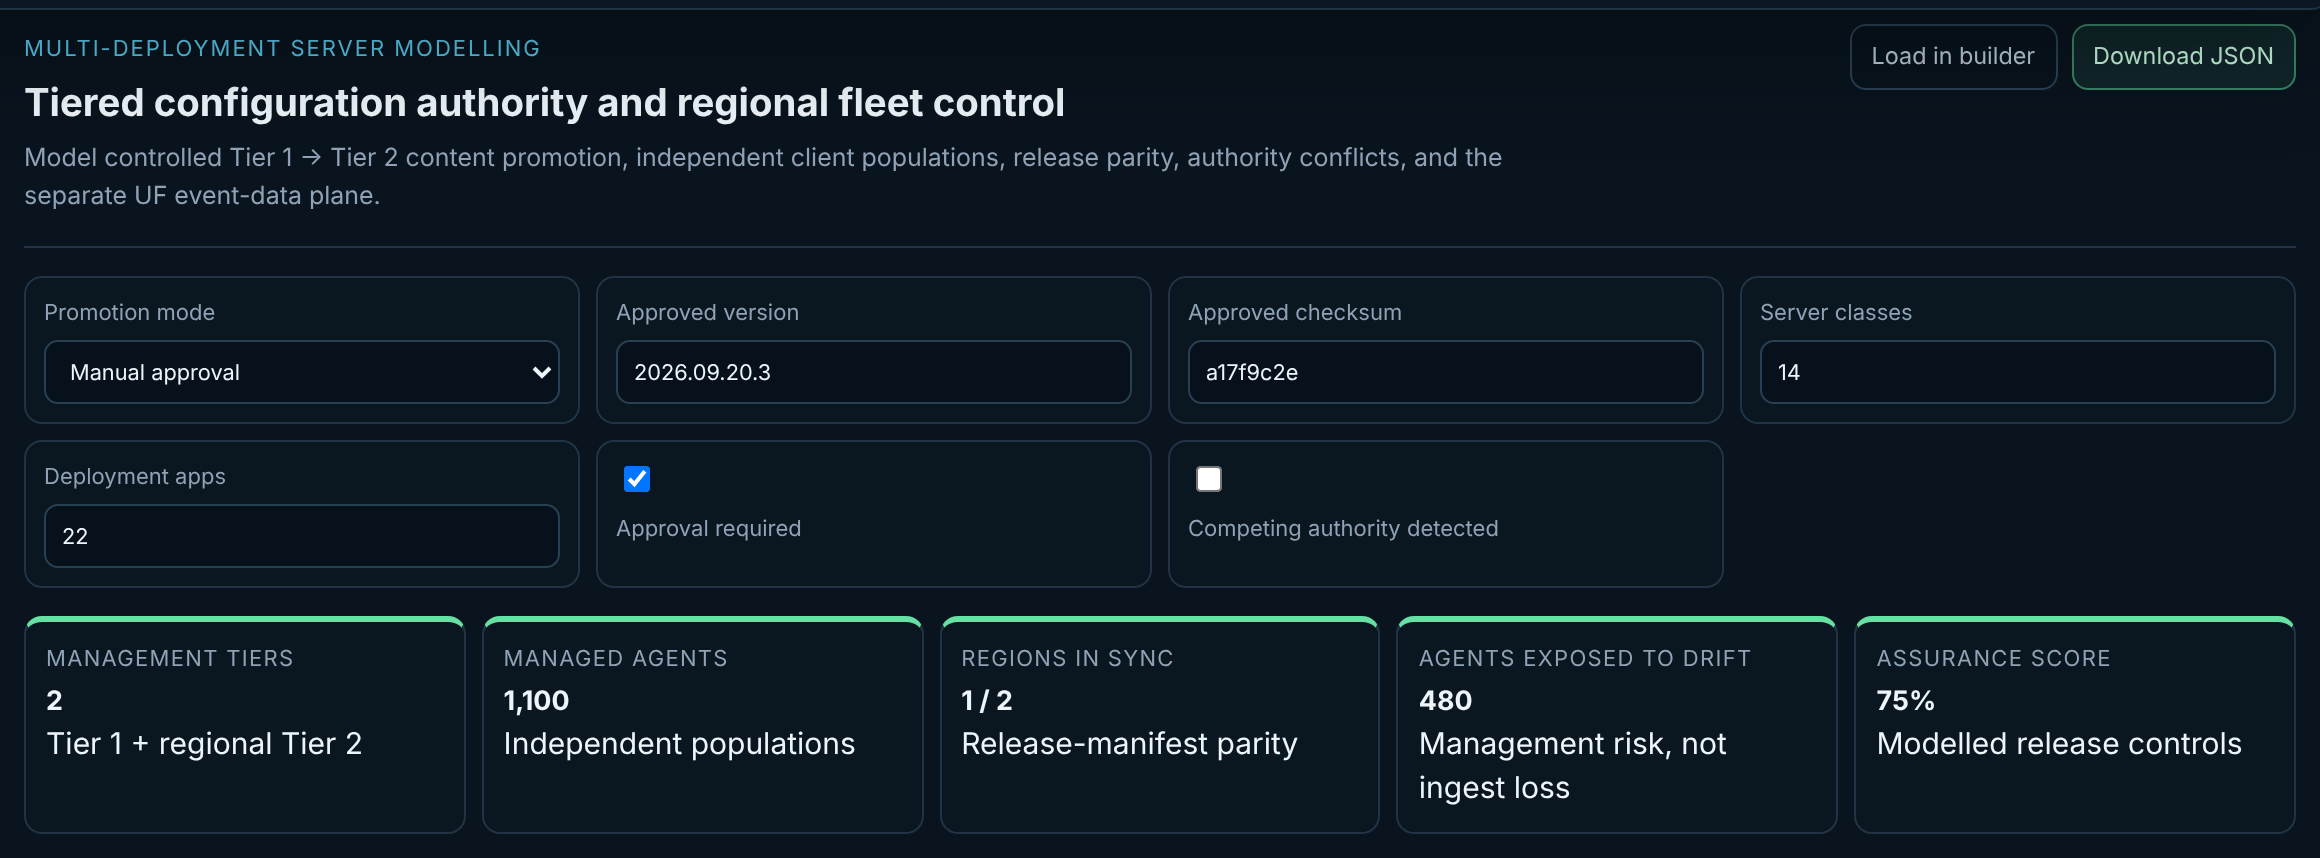 MULTI-DEPLOYMENT SERVER MODELLING
Load in builder
Download JSON
Tiered configuration authority and regional fleet control
Model controlled Tier 1 → Tier 2 content promotion, independent client populations, release parity, authority conflicts, and the
separate UF event-data plane.
Promotion mode
Manual approval
Approved version
2026.09.20.3
Approved checksum
a17f9c2e
Server classes
14
Deployment apps
22
Approval required
Competing authority detected
MANAGEMENT TIERS
2
Tier 1 + regional Tier 2
MANAGED AGENTS
1,100
Independent populations
REGIONS IN SYNC
1 / 2
Release-manifest parity
AGENTS EXPOSED TO DRIFT
480
Management risk, not
ingest loss
ASSURANCE SCORE
75%
Modelled release controls